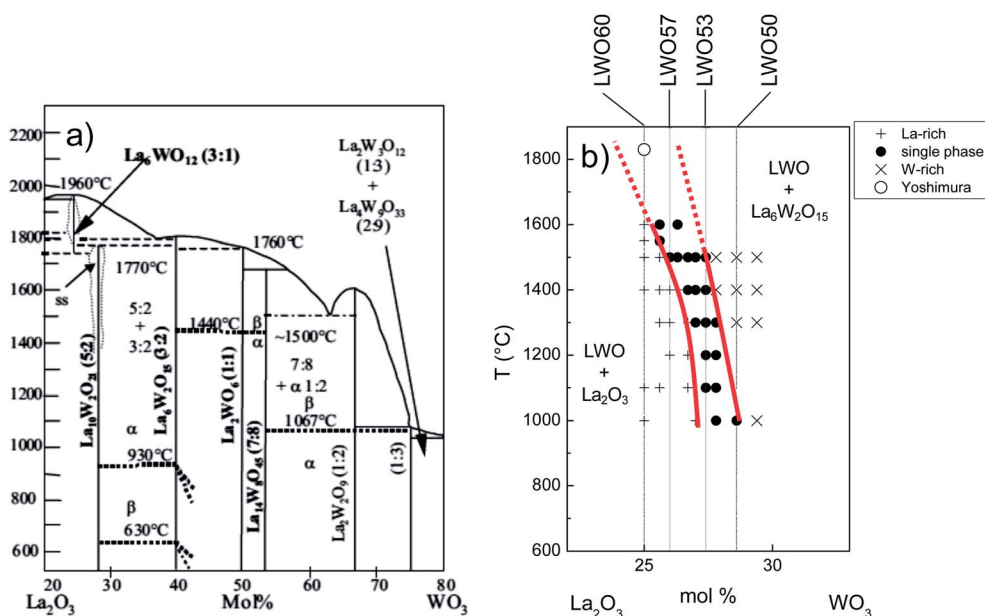 a)
2200
2000
1800
1600
1400
1200
1000
800
600
La₆WO₁₂ (3:1)
1960°C
La₂W₃O₁₂
(1:3)
+
La₄W₉O₃₃
(2:9)
1760°C
1770°C
ss
5:2
+
3:2
1440°C
β
α
~1500°C
7:8
+ α 1:2
β
1067°C
α
α
930°C
β
630°C
La₁₀W₂O₂₁ (5:2)
La₆W₂O₁₅ (3:2)
La₂WO₆ (1:1)
La₁₄W₈O₄₅ (7:8)
La₂W₂O₉ (1:2)
(1:3)
20 30 40 50 60 70 80
La₂O₃ Mol% WO₃
LWO60
LWO57
LWO53
LWO50
b)
La-rich
single phase
W-rich
Yoshimura
T (°C)
1800
1600
1400
1200
1000
800
600
LWO
+
La₆W₂O₁₅
LWO
+
La₂O₃
25 30
La₂O₃ mol % WO₃